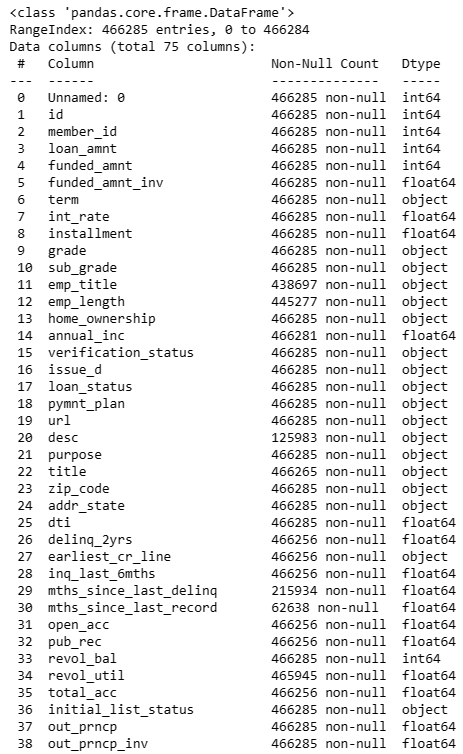 <class 'pandas.core.frame.DataFrame'>
RangeIndex: 466285 entries, 0 to 466284
Data columns (total 75 columns):
 #   Column                       Non-Null Count   Dtype
---  ------                       --------------   -----
 0   Unnamed: 0                   466285 non-null  int64
 1   id                           466285 non-null  int64
 2   member_id                    466285 non-null  int64
 3   loan_amnt                    466285 non-null  int64
 4   funded_amnt                  466285 non-null  int64
 5   funded_amnt_inv              466285 non-null  float64
 6   term                         466285 non-null  object
 7   int_rate                     466285 non-null  float64
 8   installment                  466285 non-null  float64
 9   grade                        466285 non-null  object
 10  sub_grade                    466285 non-null  object
 11  emp_title                    438697 non-null  object
 12  emp_length                   445277 non-null  object
 13  home_ownership               466285 non-null  object
 14  annual_inc                   466281 non-null  float64
 15  verification_status          466285 non-null  object
 16  issue_d                      466285 non-null  object
 17  loan_status                  466285 non-null  object
 18  pymnt_plan                   466285 non-null  object
 19  url                          466285 non-null  object
 20  desc                         125983 non-null  object
 21  purpose                      466285 non-null  object
 22  title                        466265 non-null  object
 23  zip_code                     466285 non-null  object
 24  addr_state                   466285 non-null  object
 25  dti                          466285 non-null  float64
 26  delinq_2yrs                  466256 non-null  float64
 27  earliest_cr_line             466256 non-null  object
 28  inq_last_6mths               466256 non-null  float64
 29  mths_since_last_delinq       215934 non-null  float64
 30  mths_since_last_record       62638 non-null   float64
 31  open_acc                     466256 non-null  float64
 32  pub_rec                      466256 non-null  float64
 33  revol_bal                    466285 non-null  int64
 34  revol_util                   465945 non-null  float64
 35  total_acc                    466256 non-null  float64
 36  initial_list_status          466285 non-null  object
 37  out_prncp                    466285 non-null  float64
 38  out_prncp_inv                466285 non-null  float64